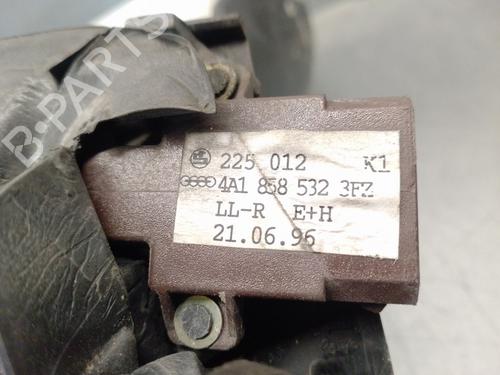 B-PARTS
225 012 K1
4A1 858 532 3FZ
LL-R E+H
21.06.96